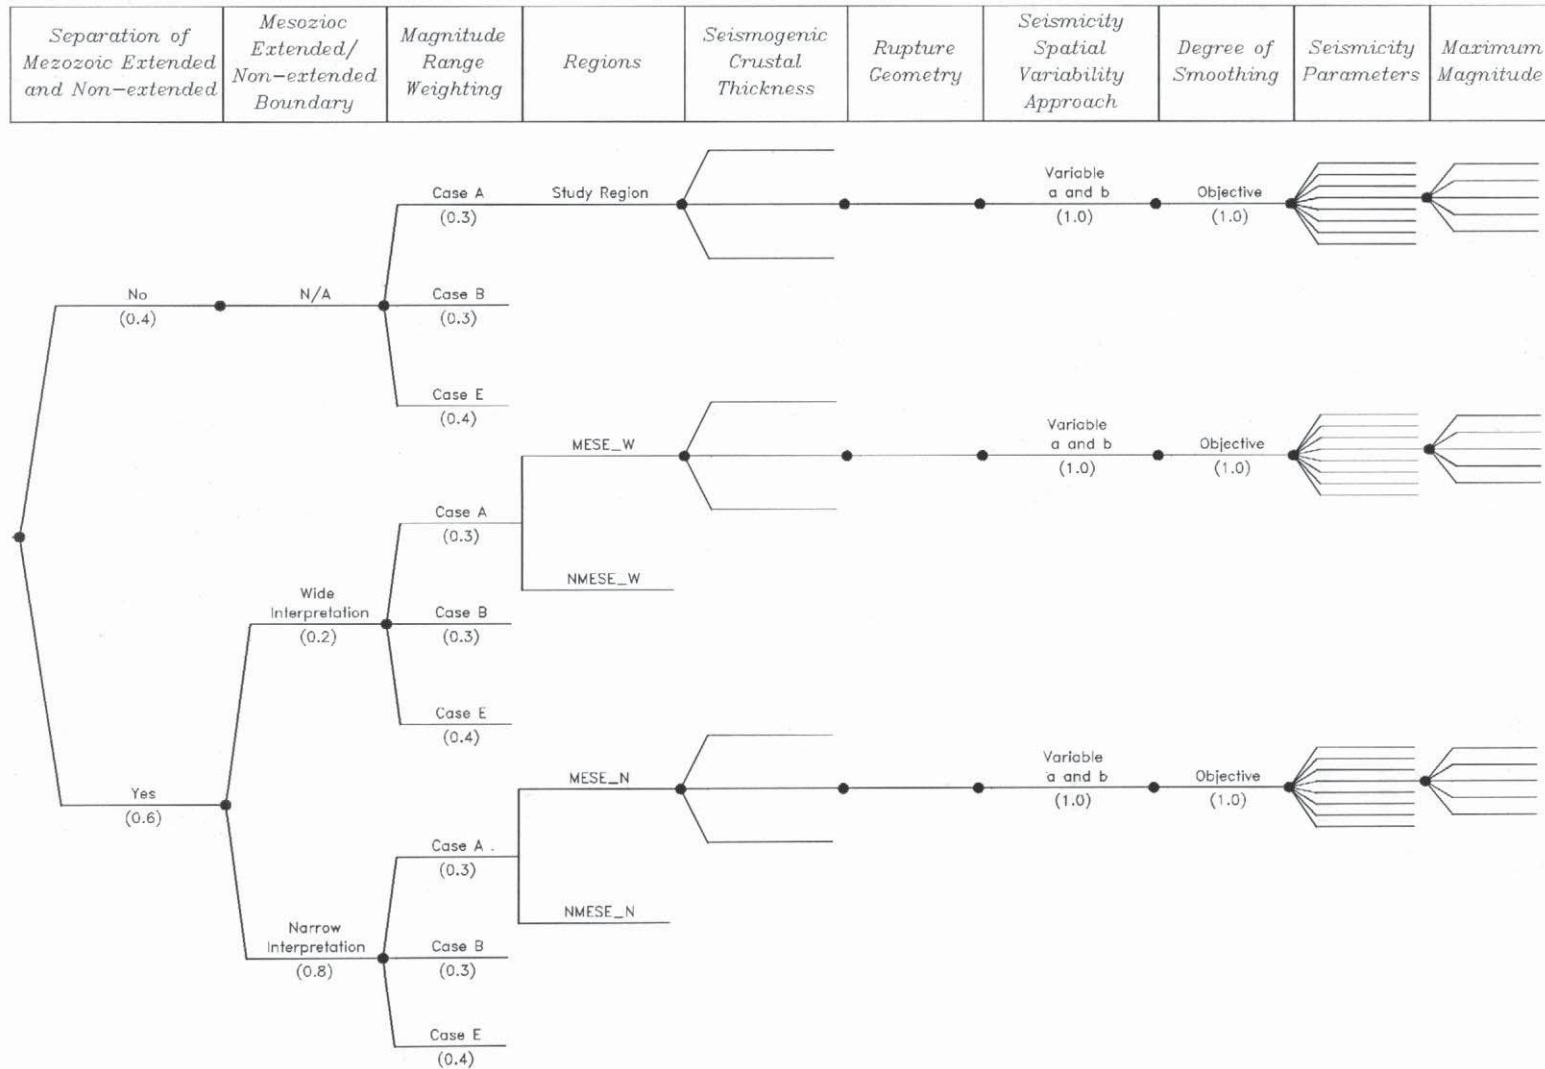 Separation of
Mezozoic Extended
and Non-extended
Mesozioc
Extended/
Non-extended
Boundary
Magnitude
Range
Weighting
Regions
Seismogenic
Crustal
Thickness
Rupture
Geometry
Seismicity
Spatial
Variability
Approach
Degree of
Smoothing
Seismicity
Parameters
Maximum
Magnitude
No
(0.4)
N/A
Case A
(0.3)
Study Region
Variable
a and b
(1.0)
Objective
(1.0)
Case B
(0.3)
Case E
(0.4)
Yes
(0.6)
Wide
Interpretation
(0.2)
Case A
(0.3)
MESE_W
Variable
a and b
(1.0)
Objective
(1.0)
NMESE_W
Case B
(0.3)
Case E
(0.4)
Narrow
Interpretation
(0.8)
Case A
(0.3)
MESE_N
Variable
a and b
(1.0)
Objective
(1.0)
NMESE_N
Case B
(0.3)
Case E
(0.4)